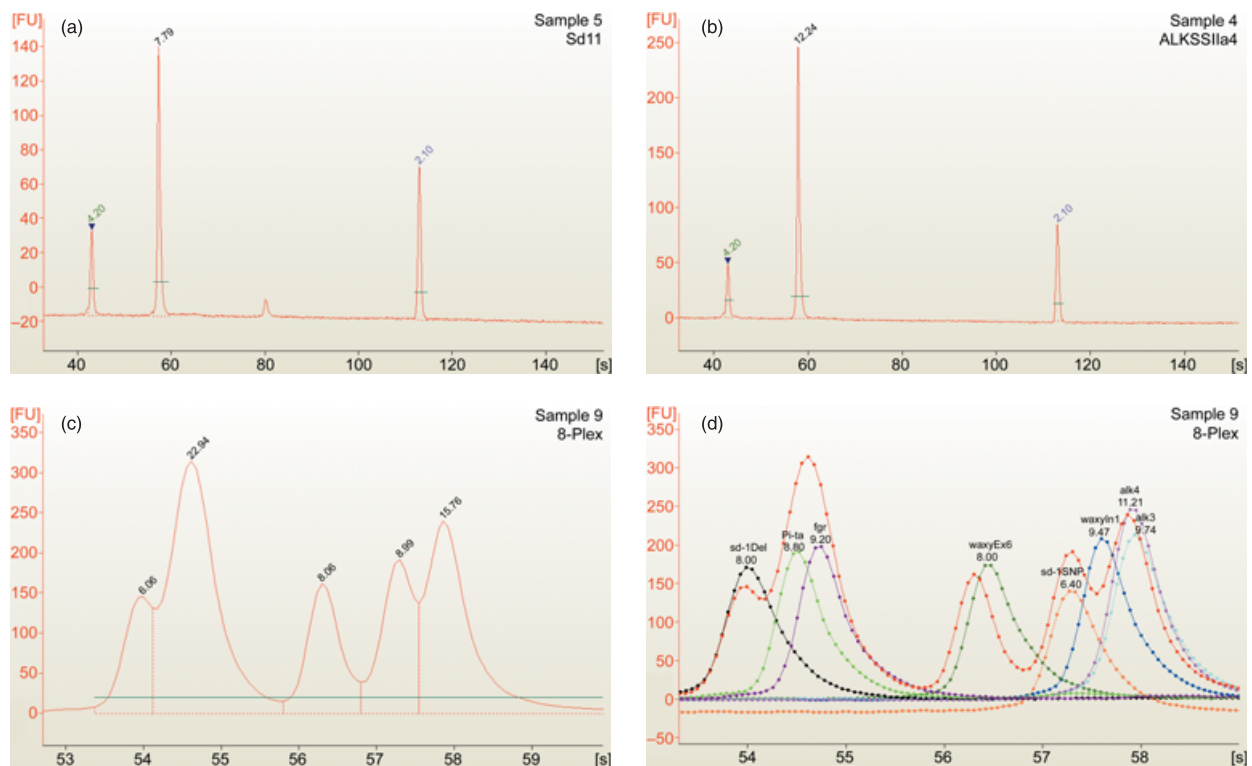 [FU]
(a)
Sample 5
Sd11
140
120
100
80
60
40
20
0
–20
4.20
7.79
2.10
40
60
80
100
120
140
[s]
[FU]
(b)
Sample 4
ALKSSIIa4
250
200
150
100
50
0
4.20
12.24
2.10
40
60
80
100
120
140
[s]
[FU]
(c)
Sample 9
8-Plex
350
300
250
200
150
100
50
0
6.06
22.94
8.06
8.99
15.76
53
54
55
56
57
58
59
[s]
[FU]
(d)
Sample 9
8-Plex
350
300
250
200
150
100
50
0
–50
sd-1Del
8.00
Pi-ta
8.80
fgr
9.20
waxyEx6
8.00
sd-1SNP
6.40
waxyIn1
9.47
alk4
11.21
alk3
9.74
54
55
56
57
58
[s]